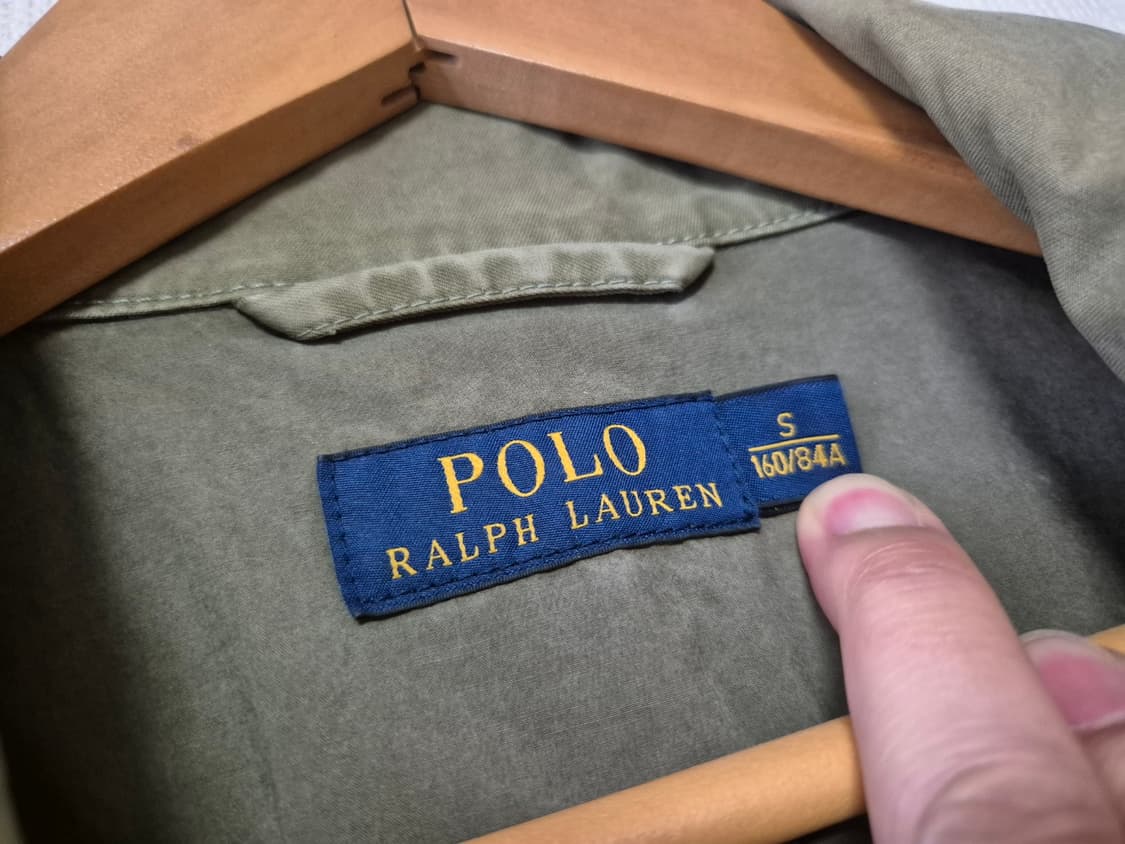 POLO
RALPH LAUREN
S
160/84A